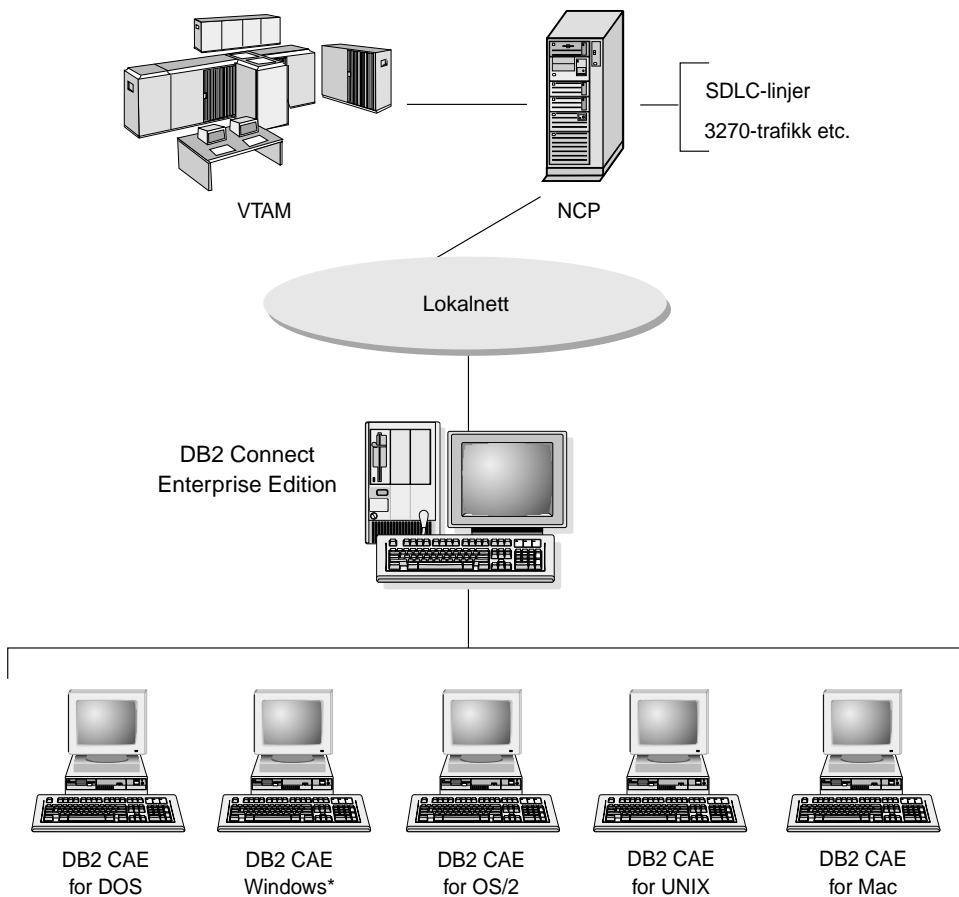 SDLC-linjer
3270-trafikk etc.
VTAM
NCP
Lokalnett
DB2 Connect
Enterprise Edition
DB2 CAE
for DOS
DB2 CAE
Windows*
DB2 CAE
for OS/2
DB2 CAE
for UNIX
DB2 CAE
for Mac